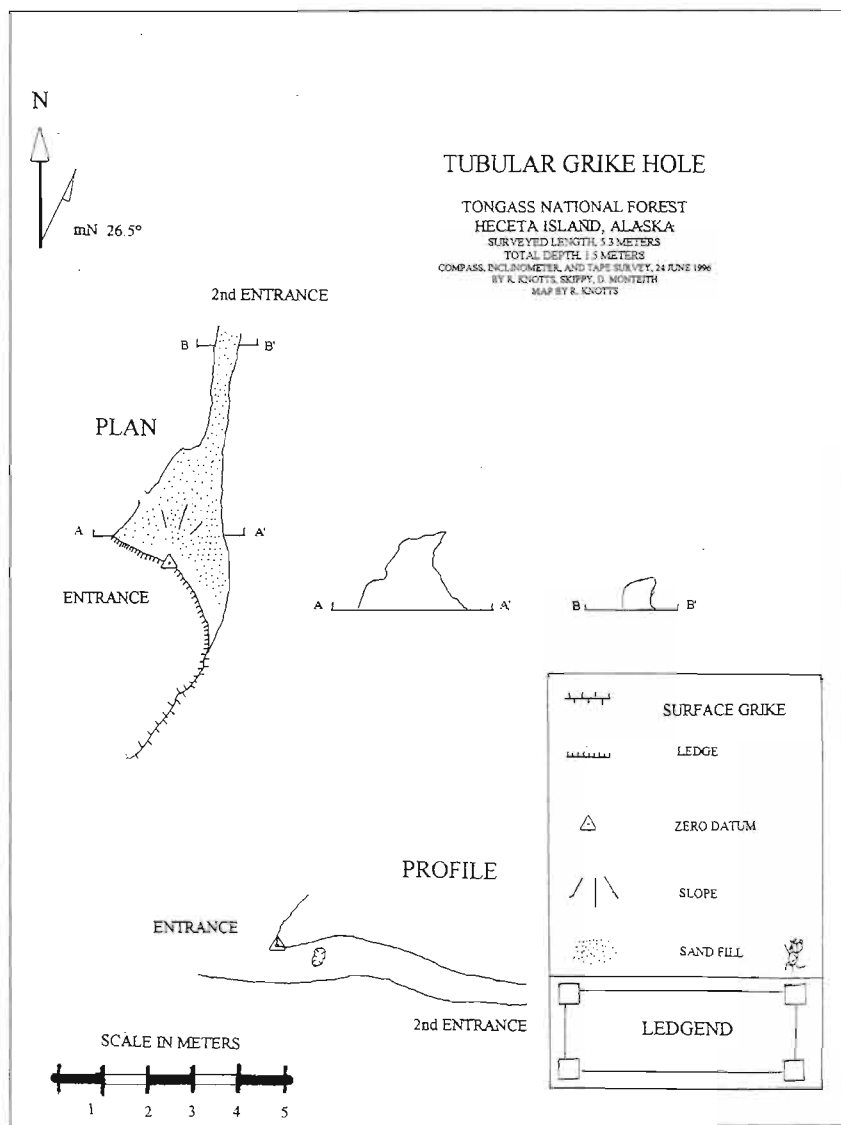 N
mN 26.5°
TUBULAR GRIKE HOLE
TONGASS NATIONAL FOREST
HECETA ISLAND, ALASKA
SURVEYED LENGTH, 5.3 METERS
TOTAL DEPTH, 1.5 METERS
COMPASS, INCLINOMETER, AND TAPE SURVEY, 24 JUNE 1996
BY R. KNOTTS, SKIPPY, D. MONTEITH
MAP BY R. KNOTTS
2nd ENTRANCE
B B'
PLAN
A A'
ENTRANCE
A A'
B B'
SURFACE GRIKE
LEDGE
ZERO DATUM
SLOPE
SAND FILL
LEDGEND
PROFILE
ENTRANCE
2nd ENTRANCE
SCALE IN METERS
1 2 3 4 5